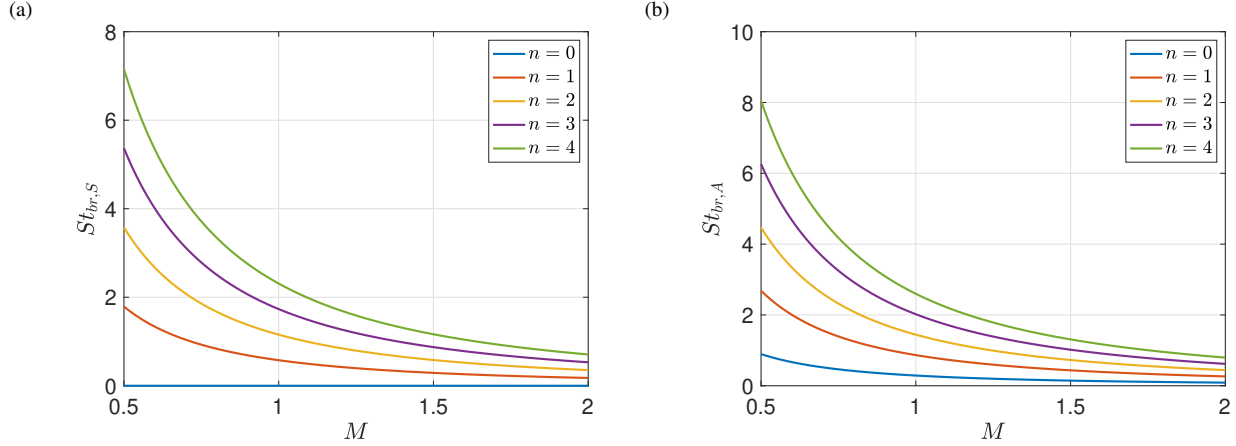 (a)
8
6
4
2
0
St_{br,S}
0.5
1
1.5
2
M
n = 0
n = 1
n = 2
n = 3
n = 4
(b)
10
8
6
4
2
0
St_{br,A}
0.5
1
1.5
2
M
n = 0
n = 1
n = 2
n = 3
n = 4